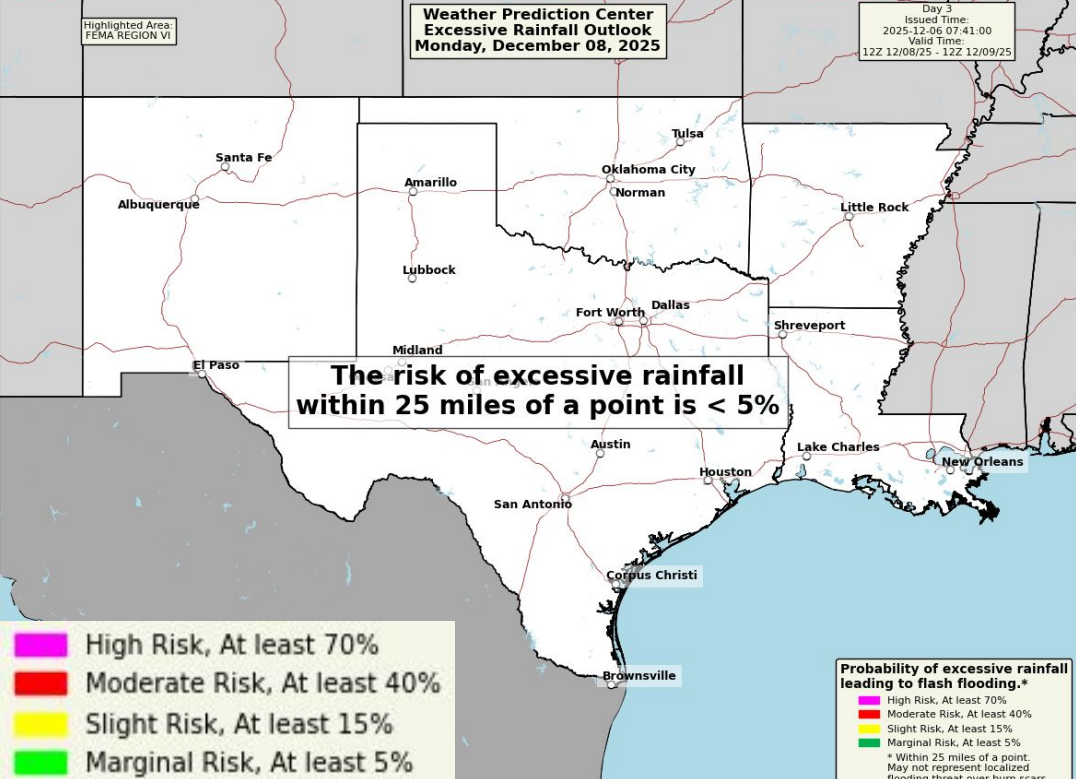 Highlighted Area:
FEMA REGION VI
Weather Prediction Center
Excessive Rainfall Outlook
Monday, December 08, 2025
Day 3
Issued Time:
2025-12-06 07:41:00
Valid Time:
12Z 12/08/25 - 12Z 12/09/25
Tulsa
Santa Fe
Oklahoma City
Amarillo
Norman
Albuquerque
Little Rock
Lubbock
Dallas
Fort Worth
Shreveport
Midland
El Paso
The risk of excessive rainfall
within 25 miles of a point is < 5%
Austin
Lake Charles
New Orleans
Houston
San Antonio
Corpus Christi
Brownsville
High Risk, At least 70%
Moderate Risk, At least 40%
Slight Risk, At least 15%
Marginal Risk, At least 5%
Probability of excessive rainfall
leading to flash flooding.*
High Risk, At least 70%
Moderate Risk, At least 40%
Slight Risk, At least 15%
Marginal Risk, At least 5%
* Within 25 miles of a point.
May not represent localized
flooding threat over burn scars